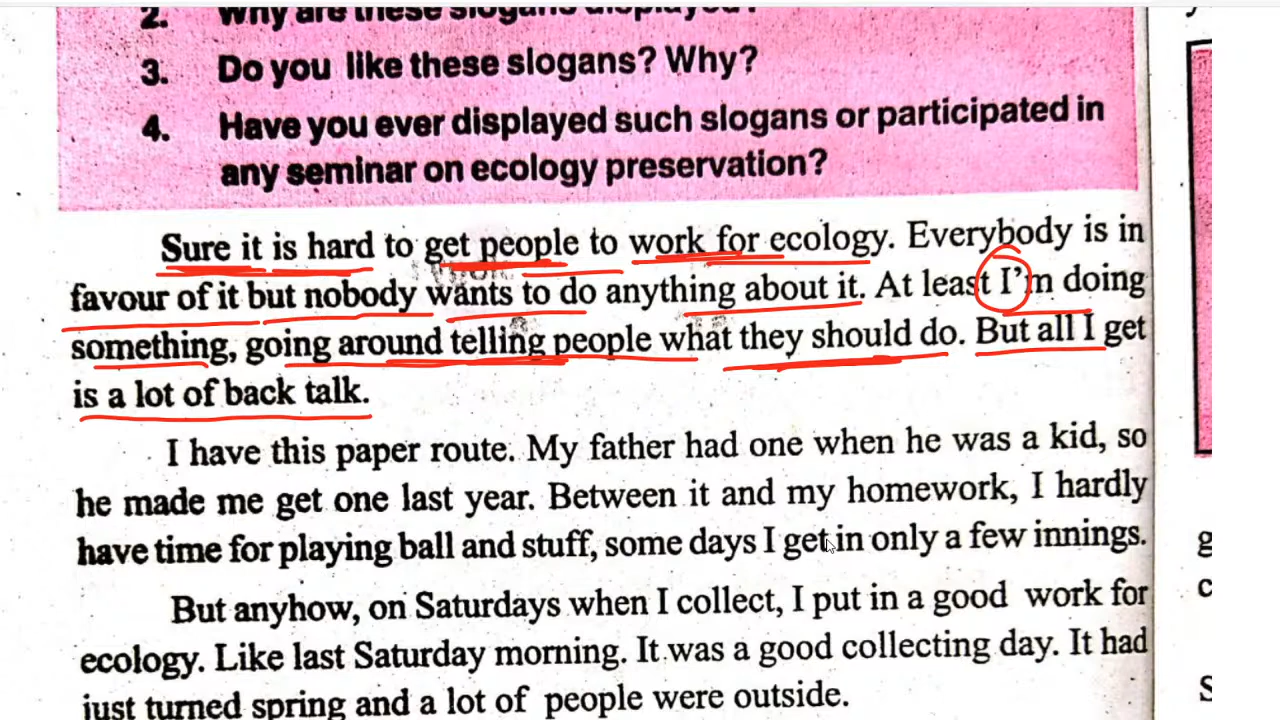 2. Why are these slogans displayed?
3. Do you like these slogans? Why?
4. Have you ever displayed such slogans or participated in
any seminar on ecology preservation?
Sure it is hard to get people to work for ecology. Everybody is in
favour of it but nobody wants to do anything about it. At least I'm doing
something, going around telling people what they should do. But all I get
is a lot of back talk.
I have this paper route. My father had one when he was a kid, so
he made me get one last year. Between it and my homework, I hardly
have time for playing ball and stuff, some days I get in only a few innings.
But anyhow, on Saturdays when I collect, I put in a good work for
ecology. Like last Saturday morning. It was a good collecting day. It had
just turned spring and a lot of people were outside.